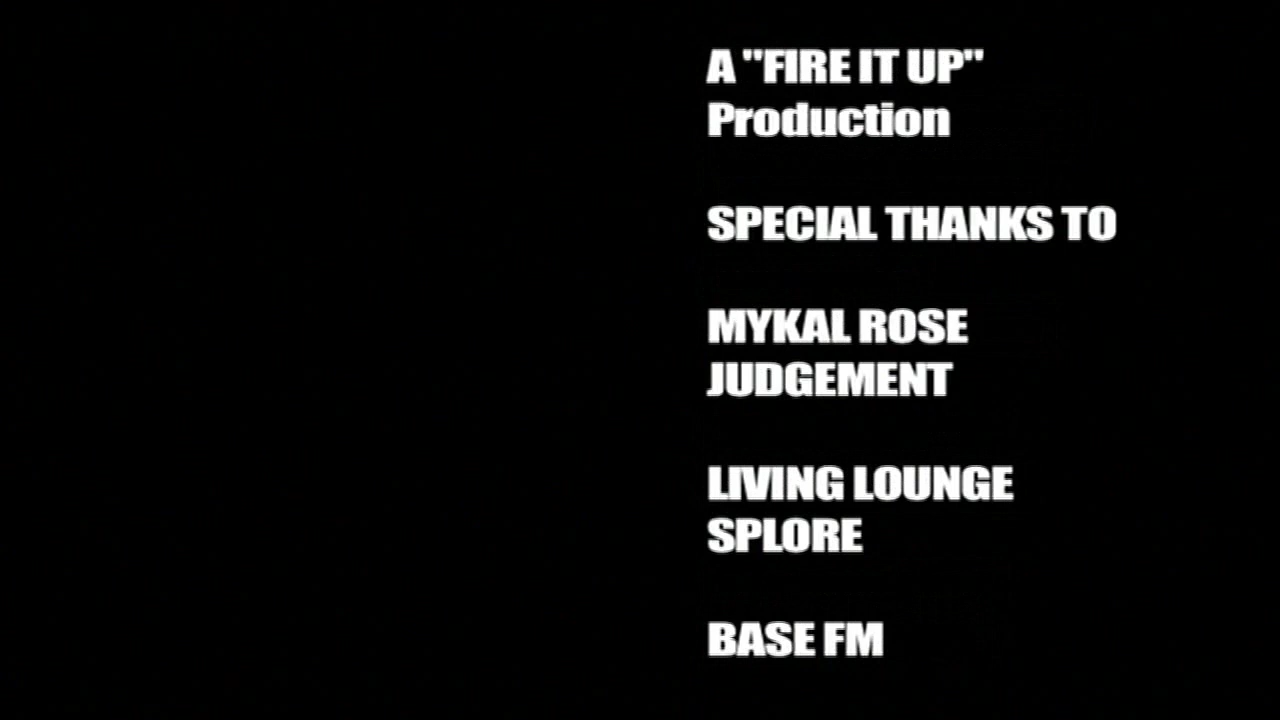 A "FIRE IT UP"
Production
SPECIAL THANKS TO
MYKAL ROSE
JUDGEMENT
LIVING LOUNGE
SPLORE
BASE FM